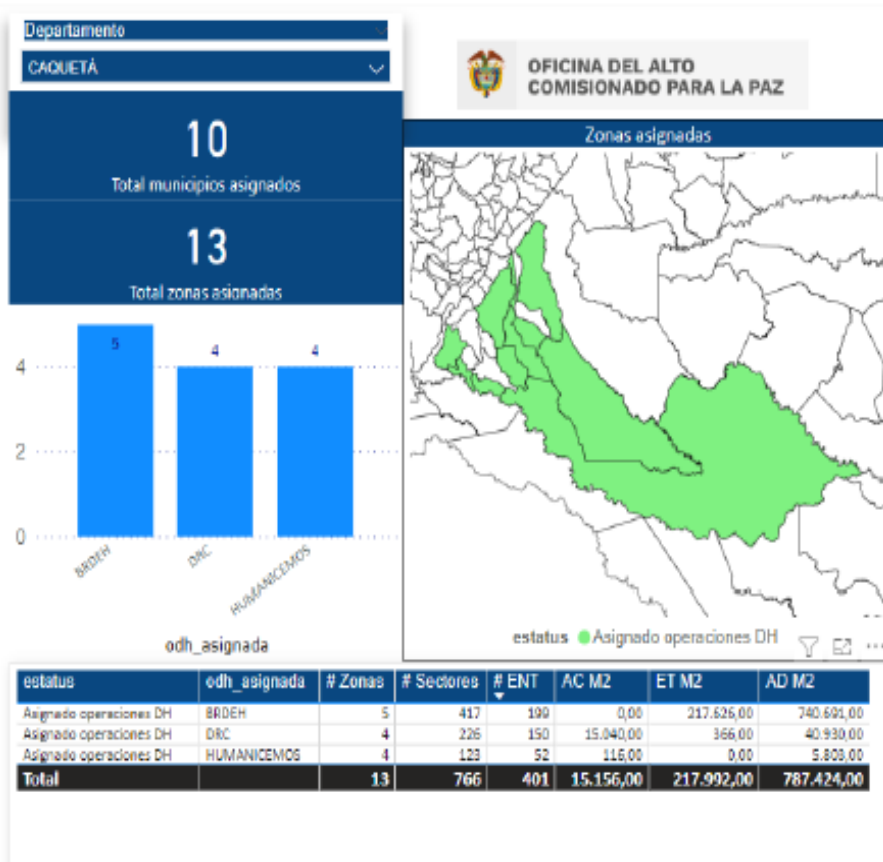 Departamento
CAQUETÁ
OFICINA DEL ALTO
COMISIONADO PARA LA PAZ
10
Total municipios asignados
13
Total zonas asignadas
Zonas asignadas
5
4
4
4
2
0
BRDEH
DRC
HUMANICEMOS
odh_asignada
estatus Asignado operaciones DH
estatus odh_asignada # Zonas # Sectores # ENT AC M2 ET M2 AD M2
Asignado operaciones DH BRDEH 5 417 199 0,00 217.626,00 740.691,00
Asignado operaciones DH DRC 4 226 150 15.040,00 366,00 40.930,00
Asignado operaciones DH HUMANICEMOS 4 123 52 116,00 0,00 5.803,00
Total 13 766 401 15.156,00 217.992,00 787.424,00